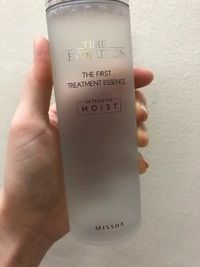 TIME
REVOLUTION
THE FIRST
TREATMENT ESSENCE
INTENSIVE
MOIST
MISSHA